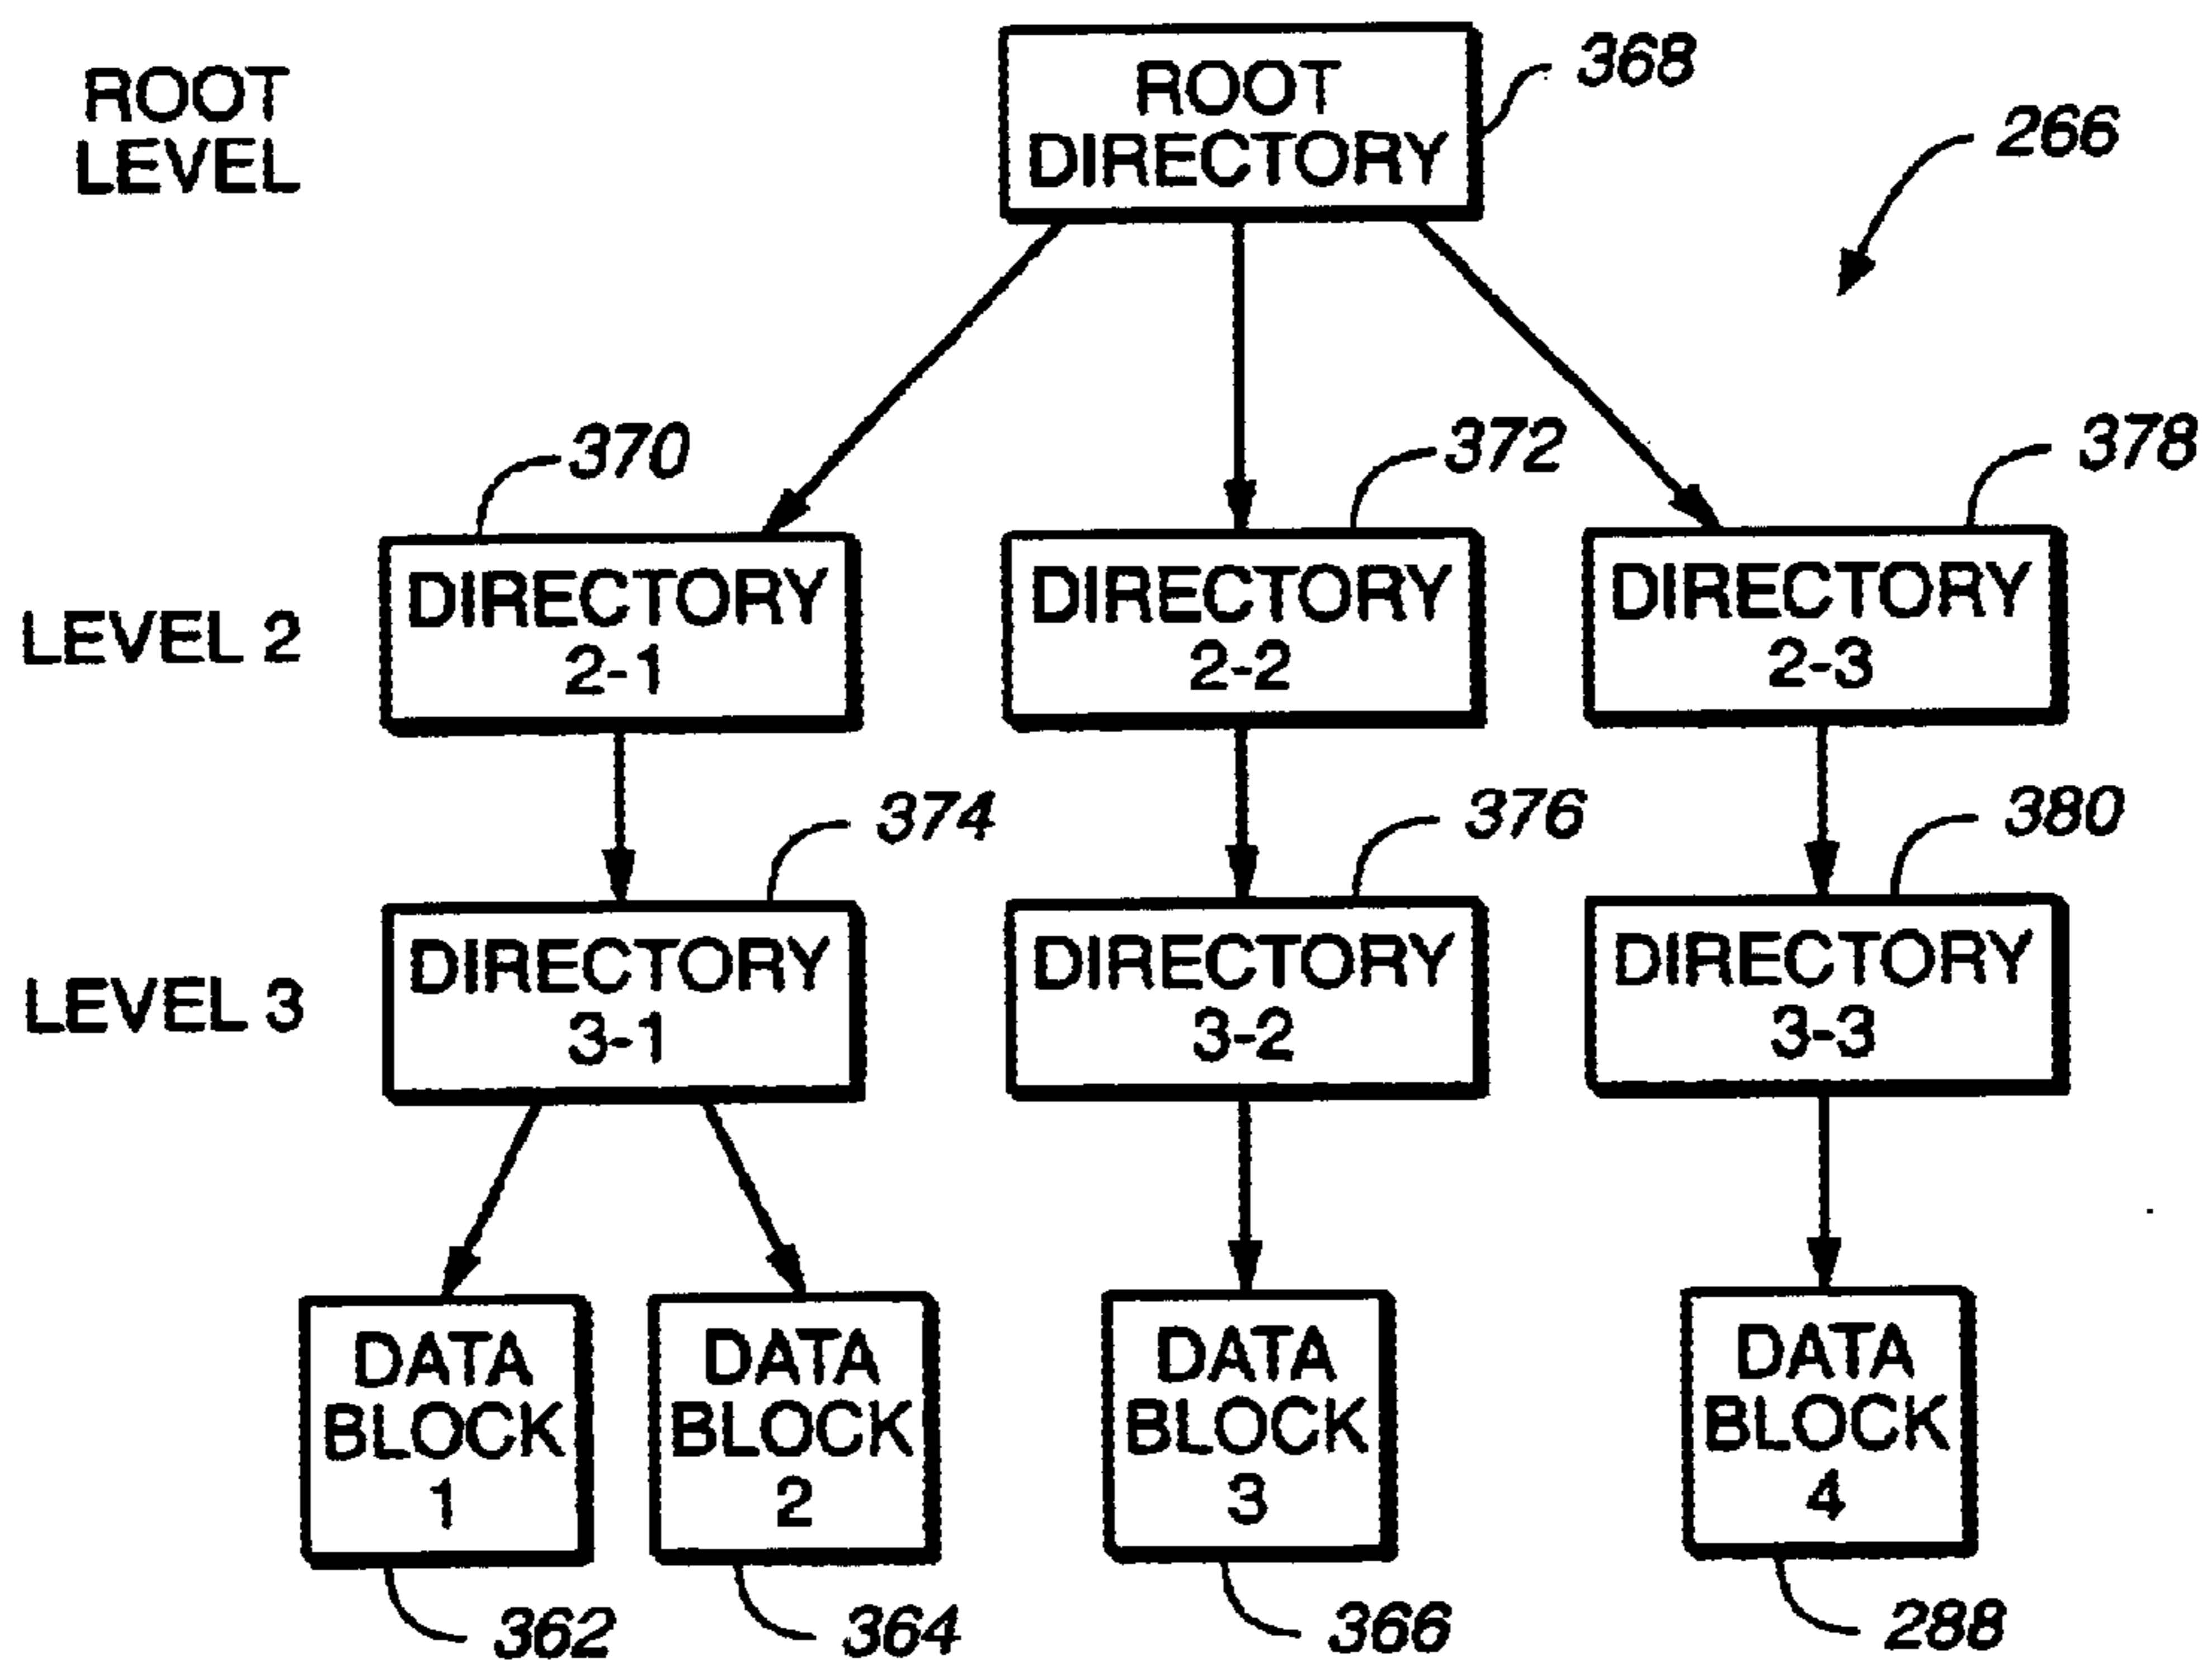 ROOT
LEVEL
ROOT
DIRECTORY
368
266
370
372
378
LEVEL 2
DIRECTORY
2-1
DIRECTORY
2-2
DIRECTORY
2-3
374
376
380
LEVEL 3
DIRECTORY
3-1
DIRECTORY
3-2
DIRECTORY
3-3
DATA
BLOCK
1
DATA
BLOCK
2
DATA
BLOCK
3
DATA
BLOCK
4
362
364
366
288